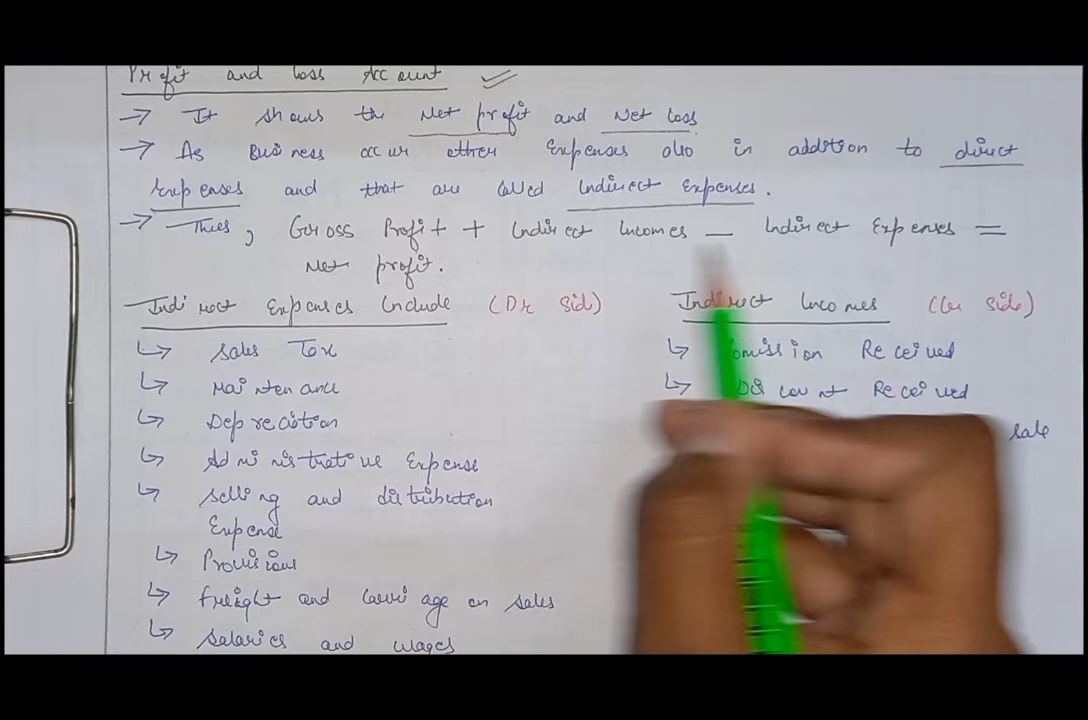 Profit and loss Account
→ It shows the Net profit and Net loss
→ As Business occur other Expenses also in addition to direct
Expenses and that are called Indirect Expenses.
→ Thus, Gross Profit + Indirect Incomes — Indirect Expenses =
Net profit.
Indirect Expenses Include (Dr side)
↳ Sales Tax
↳ Maintenance
↳ Depreciation
↳ Administrative Expense
↳ Selling and distribution
Expense
↳ Provisions
↳ freight and carriage on sales
↳ Salaries and wages
Indirect Incomes (Cr side)
↳ Received
↳ Received
sale